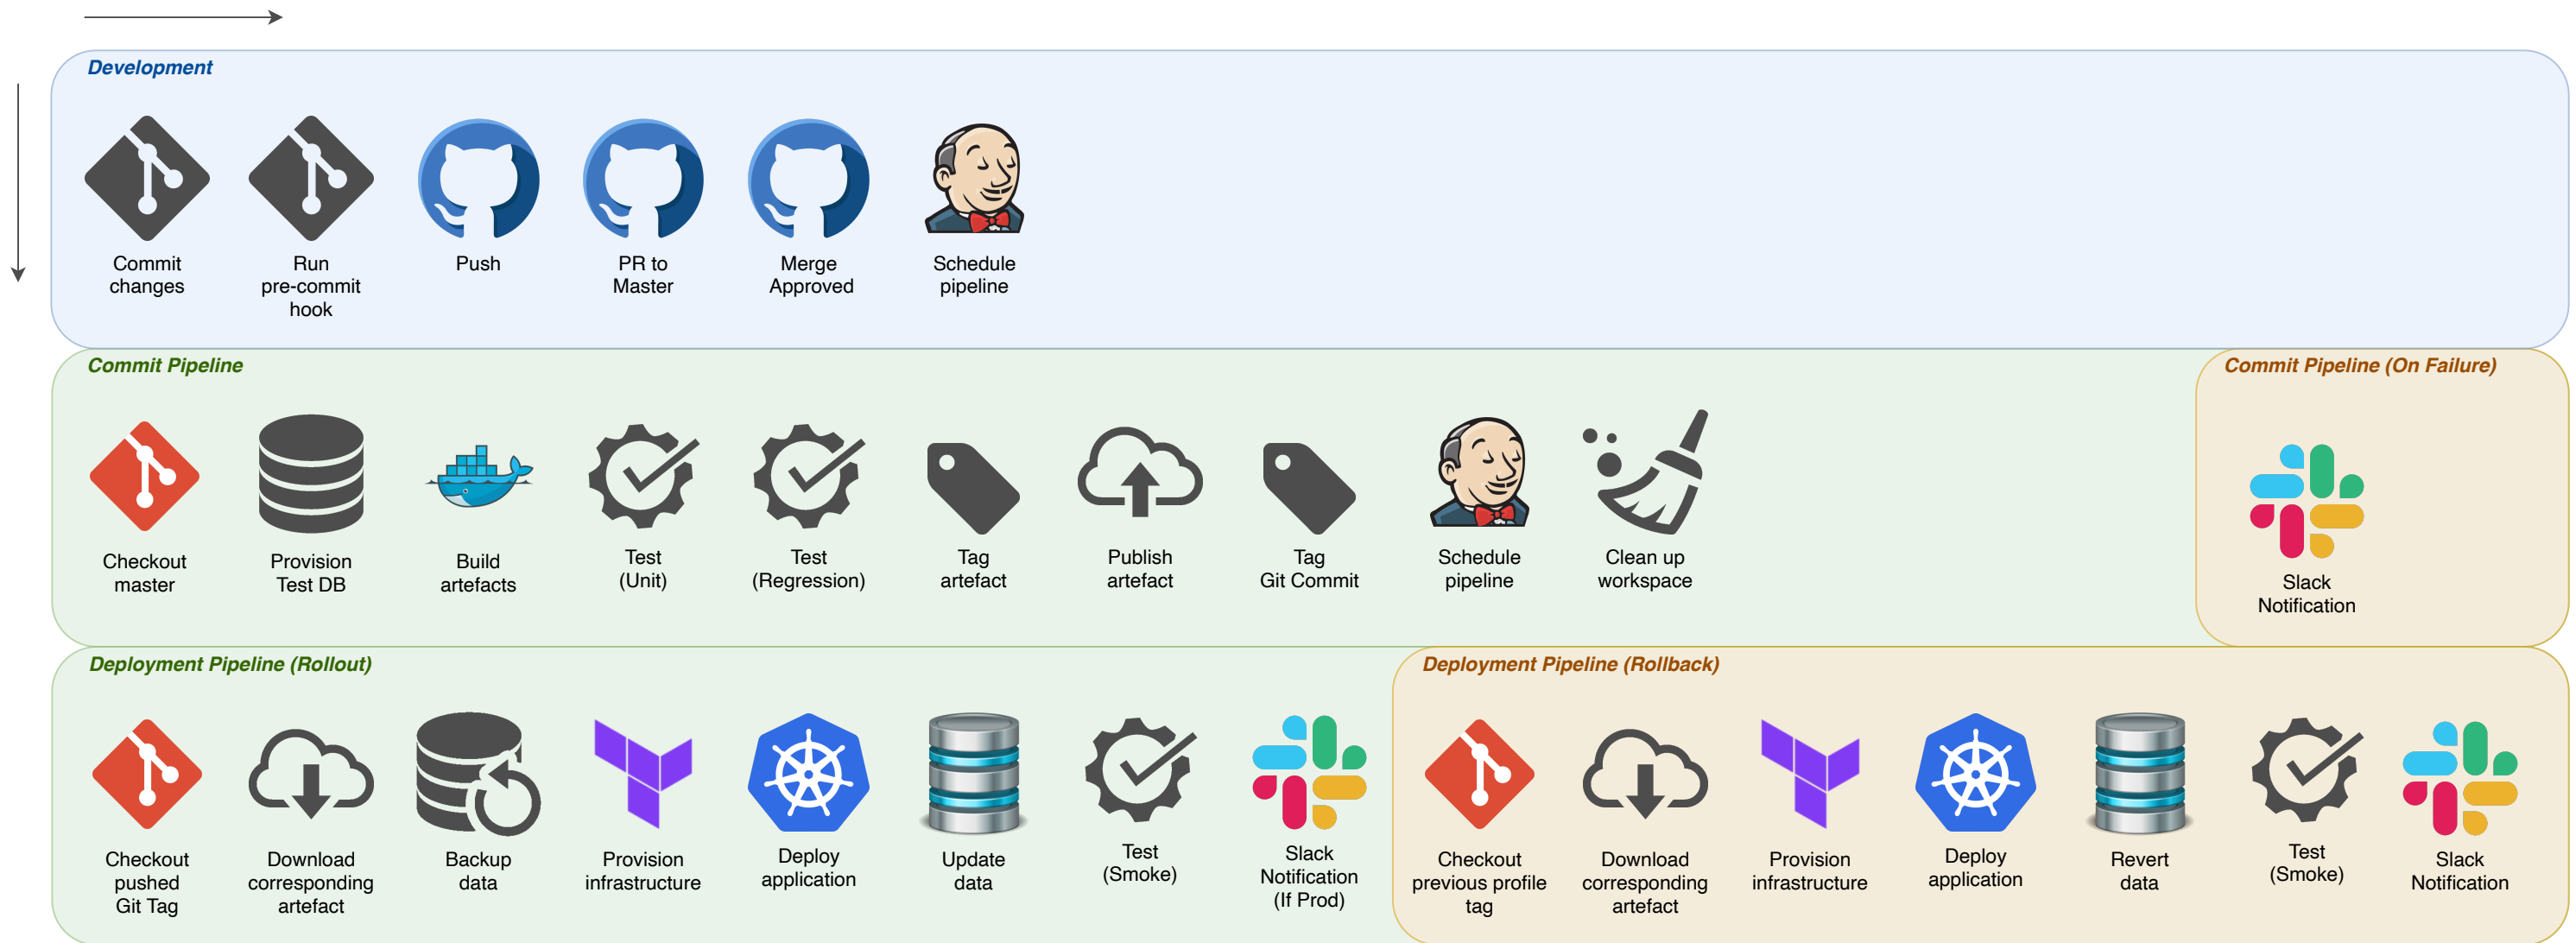 Development
Commit
changes
Run
pre-commit
hook
Push
PR to
Master
Merge
Approved
Schedule
pipeline
Commit Pipeline
Checkout
master
Provision
Test DB
Build
artefacts
Test
(Unit)
Test
(Regression)
Tag
artefact
Publish
artefact
Tag
Git Commit
Schedule
pipeline
Clean up
workspace
Commit Pipeline (On Failure)
Slack
Notification
Deployment Pipeline (Rollout)
Checkout
pushed
Git Tag
Download
corresponding
artefact
Backup
data
Provision
infrastructure
Deploy
application
Update
data
Test
(Smoke)
Slack
Notification
(If Prod)
Deployment Pipeline (Rollback)
Checkout
previous profile
tag
Download
corresponding
artefact
Provision
infrastructure
Deploy
application
Revert
data
Test
(Smoke)
Slack
Notification